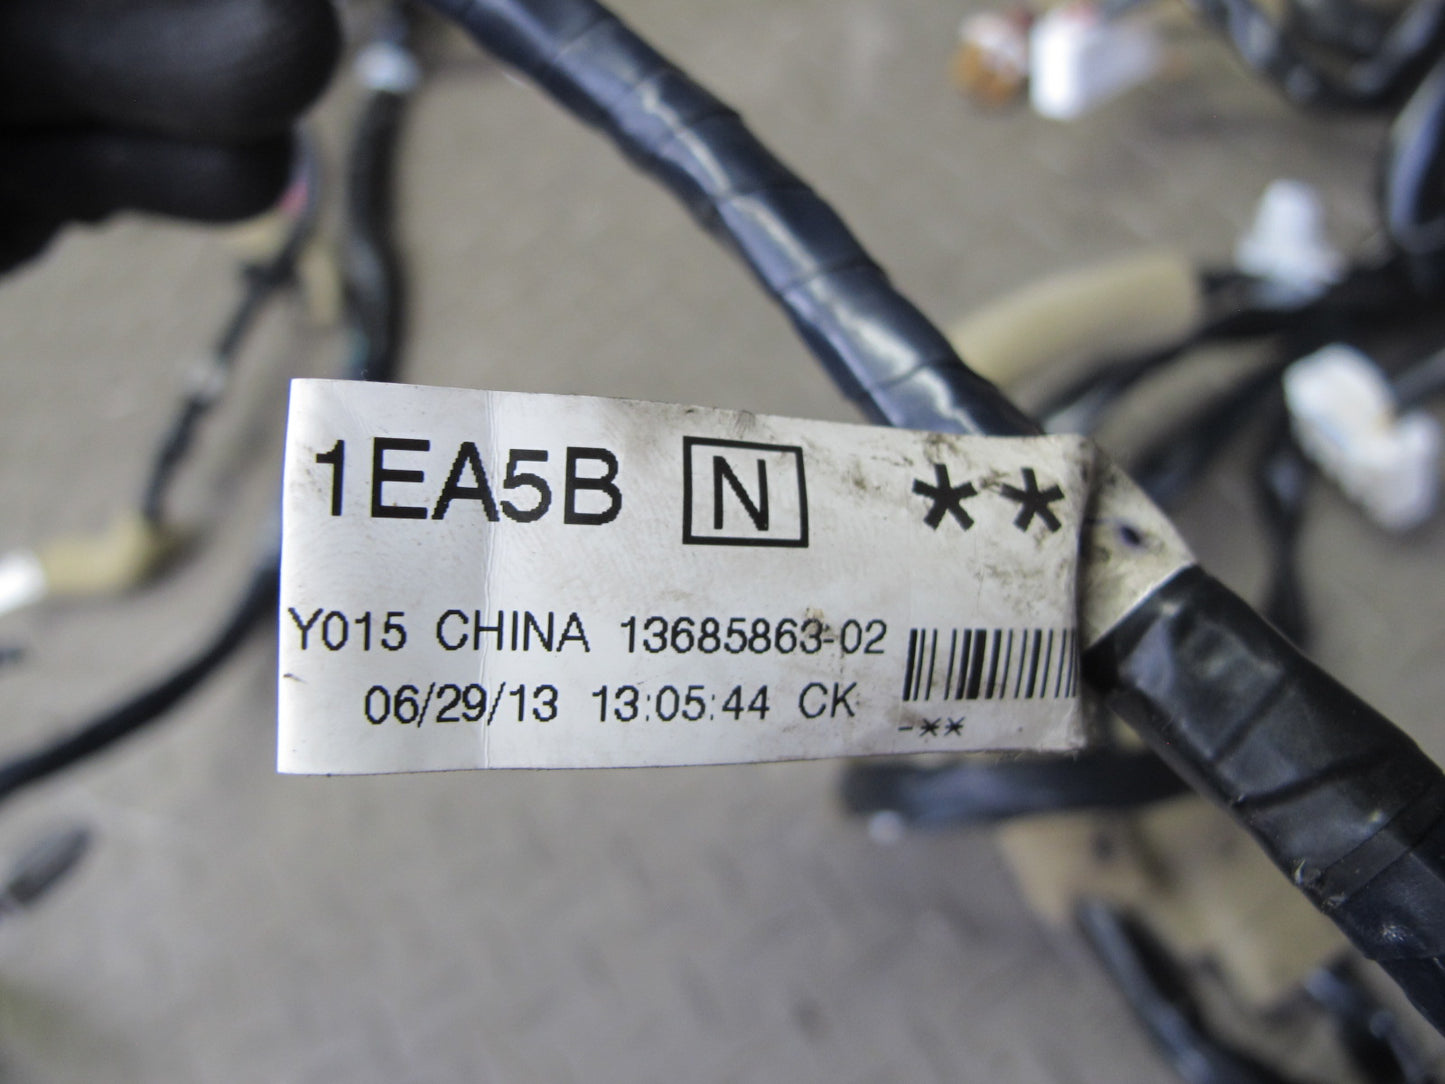 1EA5B N **
Y015 CHINA 13685863-02
06/29/13 13:05:44 CK
-**